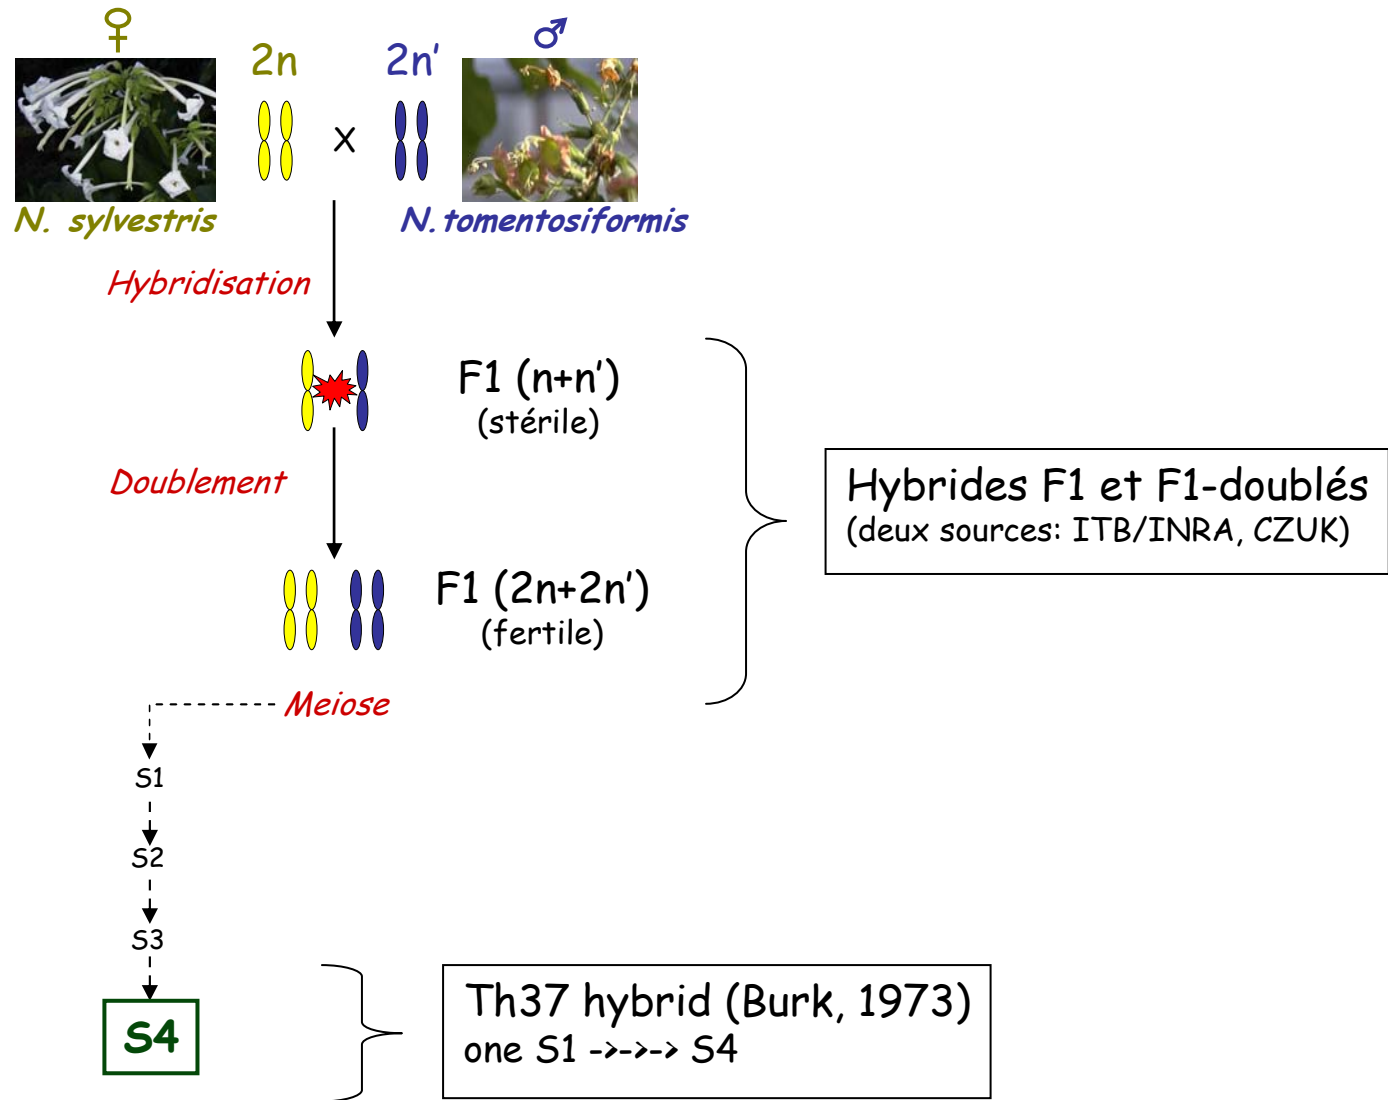 ♀ ♂
2n 2n'
x
N. sylvestris N. tomentosiformis
Hybridisation
F1 (n+n')
(stérile)
Doublement
Hybrides F1 et F1-doublés
(deux sources: ITB/INRA, CZUK)
F1 (2n+2n')
(fertile)
Meiose
S1
S2
S3
S4
Th37 hybrid (Burk, 1973)
one S1 ->->-> S4